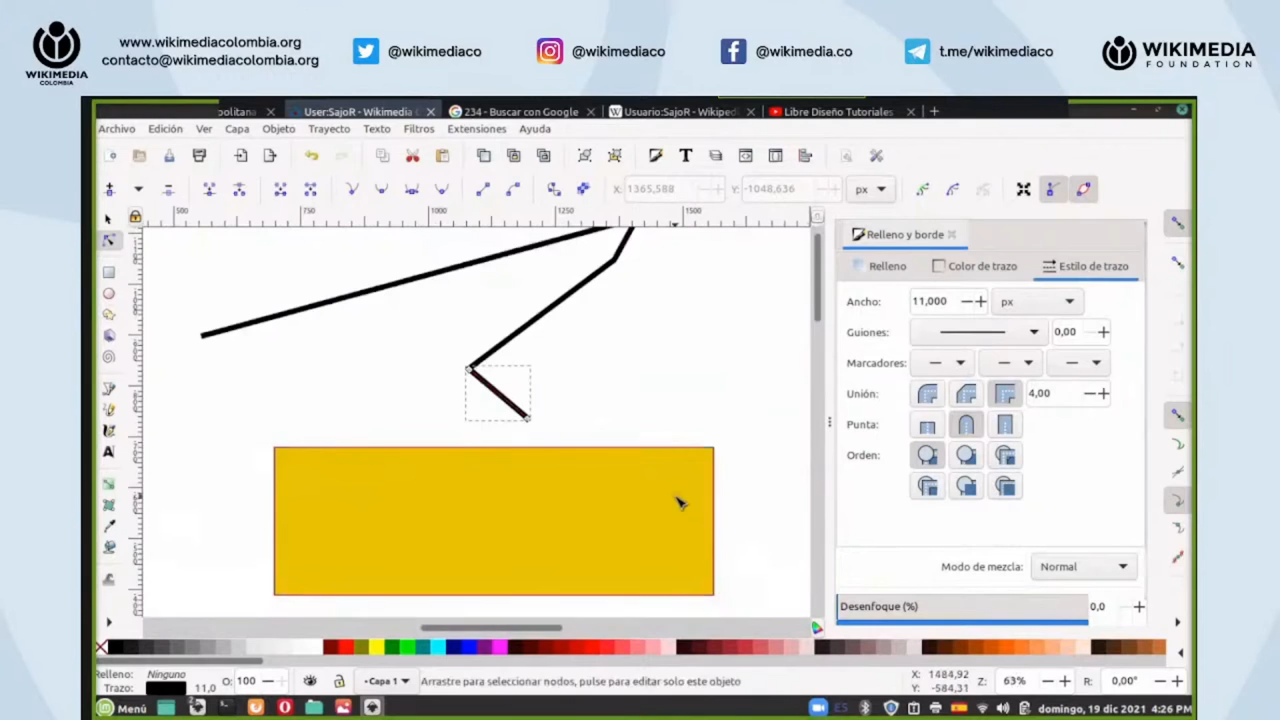 www.wikimediacolombia.org
contacto@wikimediacolombia.org
@wikimediaco
@wikimediaco
@wikimedia.co
t.me/wikimediaco
WIKIMEDIA
COLOMBIA
WIKIMEDIA
FOUNDATION
politana
User:SajoR - Wikimedia C
234 - Buscar con Google
Usuario:SajoR - Wikiped
Libre Diseño Tutoriales
Archivo Edición Ver Capa Objeto Trayecto Texto Filtros Extensiones Ayuda
X: 1365,588 Y: -1048,636 px
500 750 1000 1250 1500
Relleno y borde
Relleno Color de trazo Estilo de trazo
Ancho: 11,000 px
Guiones: 0,00
Marcadores:
Unión: 4,00
Punta:
Orden:
Modo de mezcla: Normal
Desenfoque (%) 0,0
Relleno: Ninguno
Trazo: 11,0
O: 100
Capa 1
Arrastre para seleccionar nodos, pulse para editar solo este objeto
X: 1484,92
Y: -584,31
Z: 63%
R: 0,00°
Menú
ES
domingo, 19 dic 2021 4:26 PM